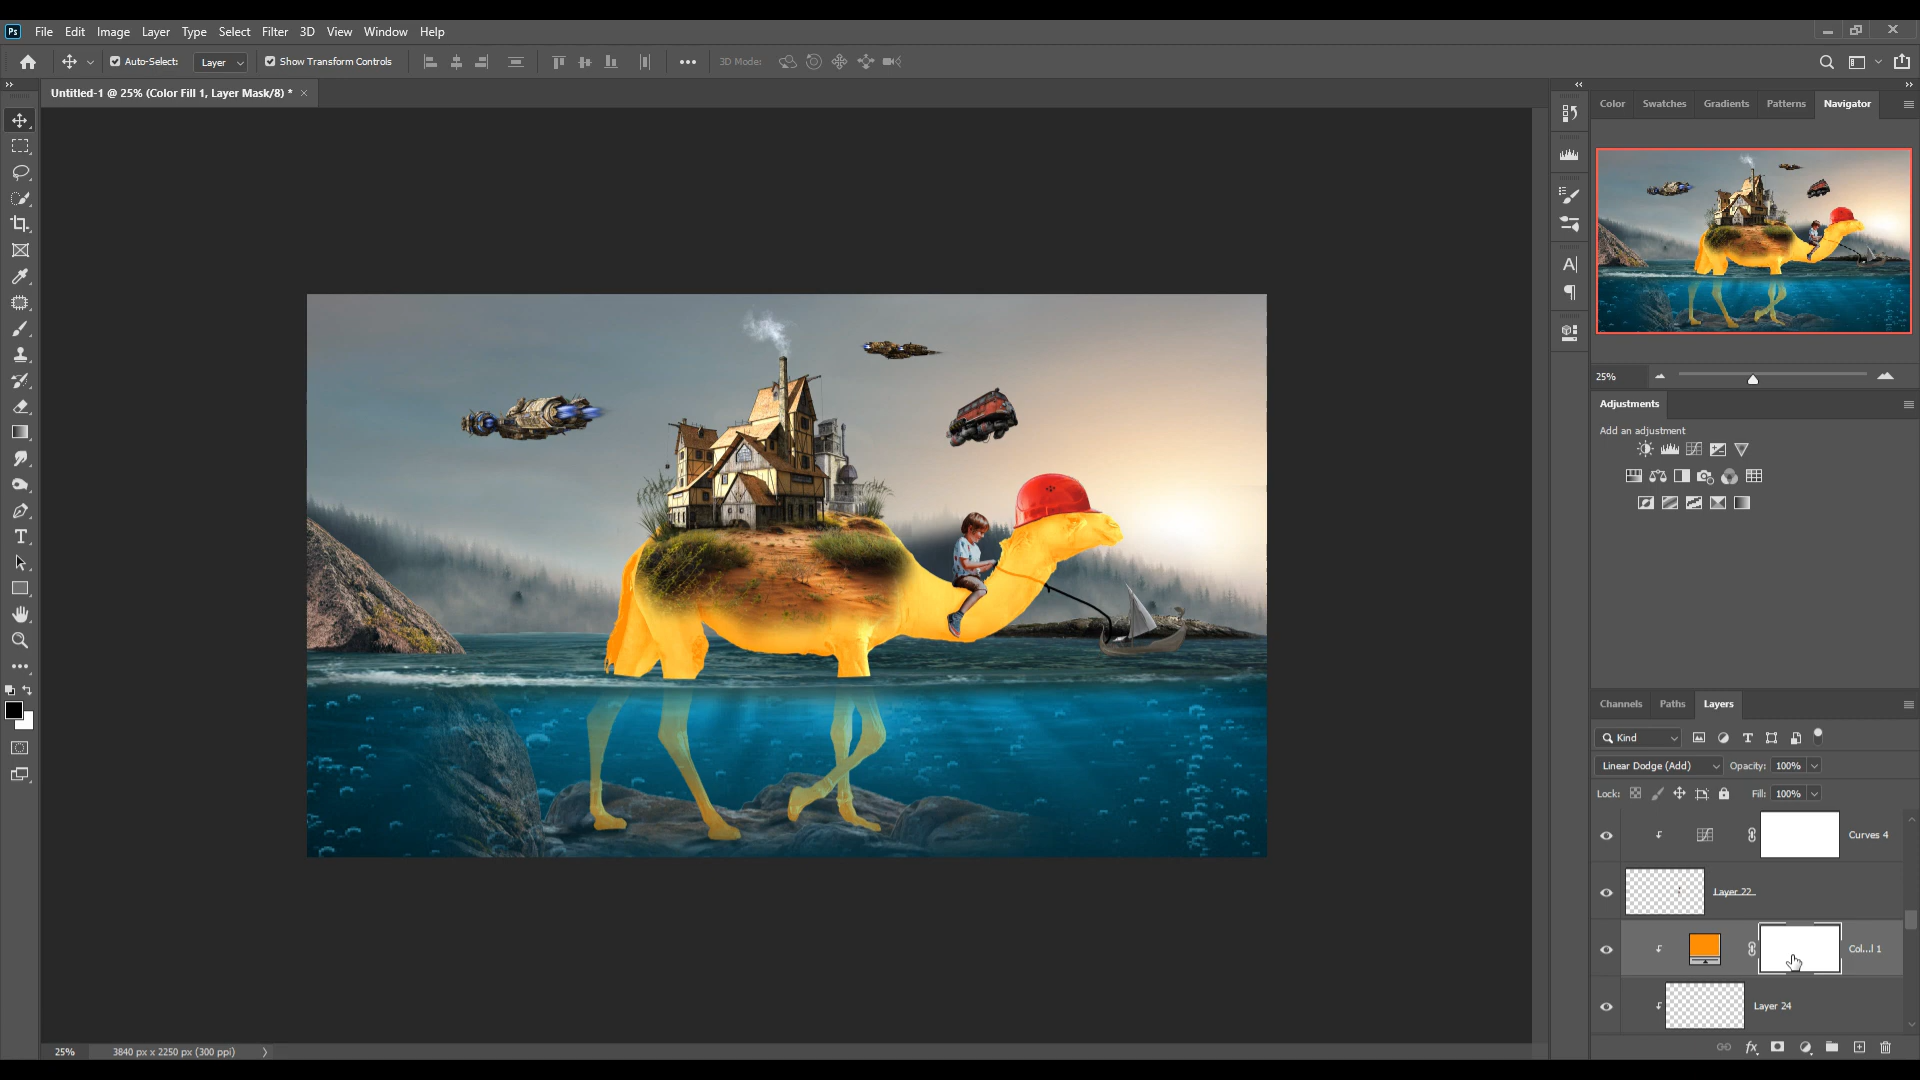 Ps File Edit Image Layer Type Select Filter 3D View Window Help
Auto-Select: Layer Show Transform Controls 3D Mode:
Untitled-1 @ 25% (Color Fill 1, Layer Mask/8) *
Color Swatches Gradients Patterns Navigator
25%
Adjustments
Add an adjustment
Channels Paths Layers
Kind
Linear Dodge (Add) Opacity: 100%
Lock: Fill: 100%
Curves 4
Layer 22
Col...l 1
Layer 24
25% 3840 px x 2250 px (300 ppi)